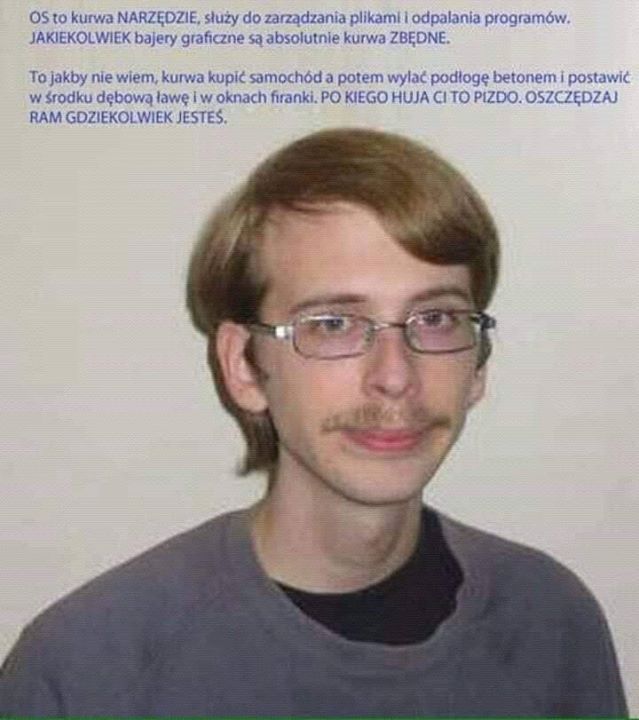 OS to kurwa NARZĘDZIE, służy do zarządzania plikami i odpalania programów.
JAKIEKOLWIEK bajery graficzne są absolutnie kurwa ZBĘDNE.
To jakby nie wiem, kurwa kupić samochód a potem wylać podłogę betonem i postawić
w środku dębową ławę i w oknach firanki. PO KIEGO HUJA CI TO PIZDO. OSZCZĘDZAJ
RAM GDZIEKOLWIEK JESTEŚ.